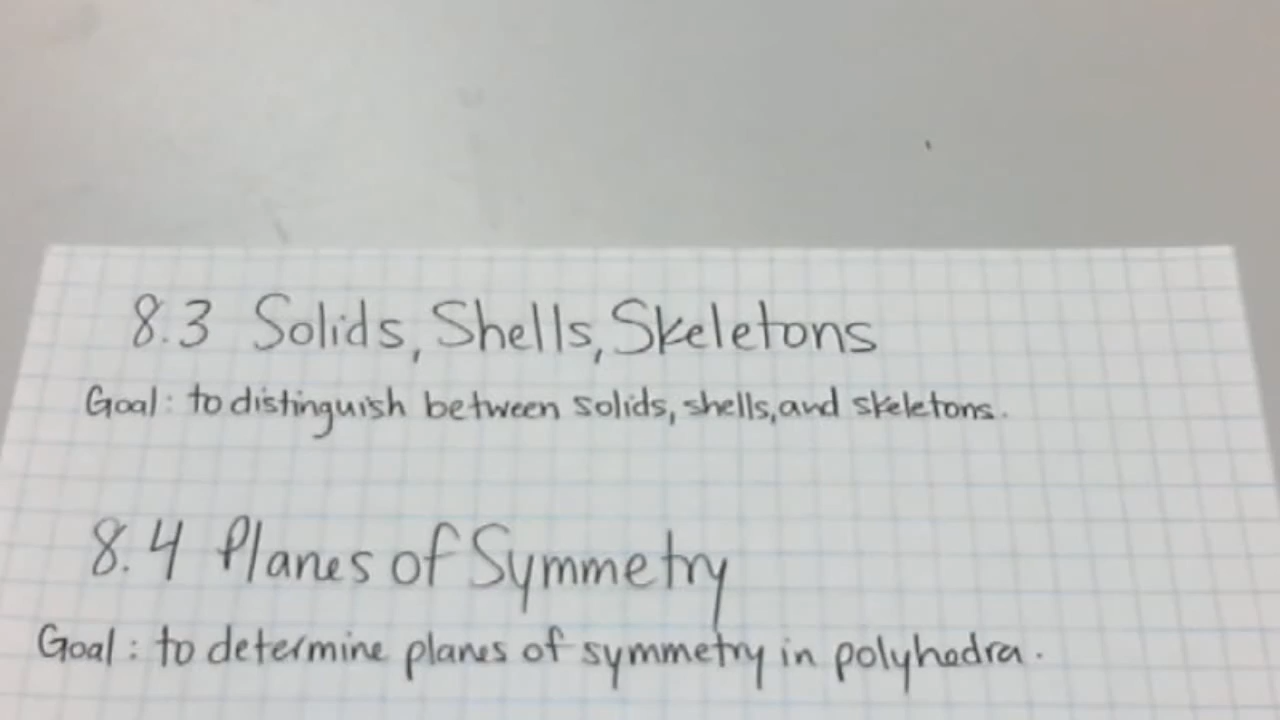 8.3 Solids, Shells, Skeletons
Goal: to distinguish between solids, shells, and skeletons.
8.4 Planes of Symmetry
Goal: to determine planes of symmetry in polyhedra.